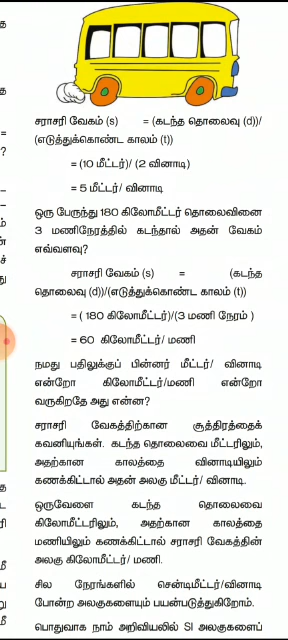 சராசரி வேகம் (s) = (கடந்த தொலைவு (d))/
(எடுத்துக்கொண்ட காலம் (t))
= (10 மீட்டர்)/ (2 வினாடி)
= 5 மீட்டர்/ வினாடி
ஒரு பேருந்து 180 கிலோமீட்டர் தொலைவினை
3 மணிநேரத்தில் கடந்தால் அதன் வேகம்
எவ்வளவு?
சராசரி வேகம் (s) = (கடந்த
தொலைவு (d))/(எடுத்துக்கொண்ட காலம் (t))
= ( 180 கிலோமீட்டர்)/(3 மணி நேரம் )
= 60 கிலோமீட்டர்/ மணி
நமது பதிலுக்குப் பின்னர் மீட்டர்/ வினாடி
என்றோ கிலோமீட்டர்/மணி என்றோ
வருகிறதே அது என்ன?
சராசரி வேகத்திற்கான சூத்திரத்தைக்
கவனியுங்கள். கடந்த தொலைவை மீட்டரிலும்,
அதற்கான காலத்தை வினாடியிலும்
கணக்கிட்டால் அதன் அலகு மீட்டர்/ வினாடி.
ஒருவேளை கடந்த தொலைவை
கிலோமீட்டரிலும், அதற்கான காலத்தை
மணியிலும் கணக்கிட்டால் சராசரி வேகத்தின்
அலகு கிலோமீட்டர்/ மணி.
சில நேரங்களில் சென்டிமீட்டர்/வினாடி
போன்ற அலகுகளையும் பயன்படுத்துகிறோம்.
பொதுவாக நாம் அறிவியலில் SI அலகுகளைப்